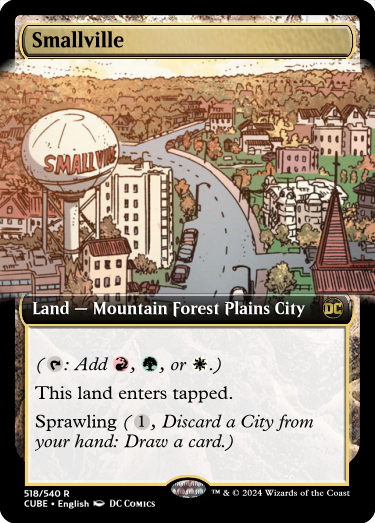 Smallville
SMALLVILLE
Land — Mountain Forest Plains City
DC
(T: Add R, G, or W.)
This land enters tapped.
Sprawling (1, Discard a City from
your hand: Draw a card.)
518/540 R
CUBE • English DC Comics
™ & © 2024 Wizards of the Coast